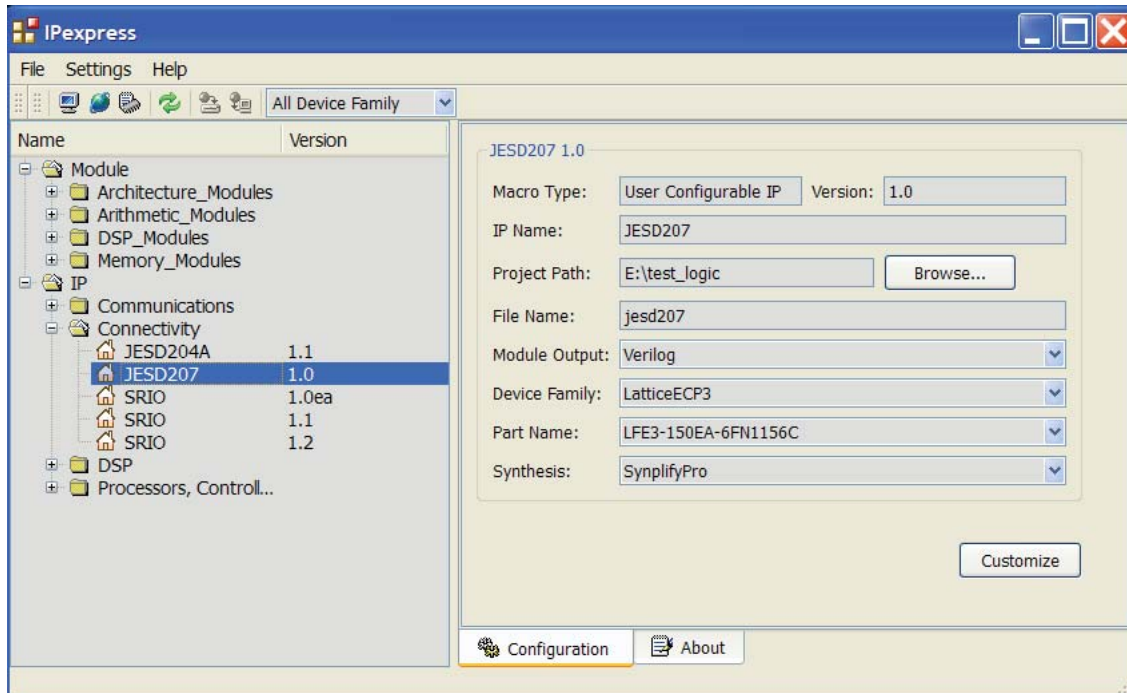 IPexpress
File Settings Help
All Device Family
Name Version
Module
Architecture_Modules
Arithmetic_Modules
DSP_Modules
Memory_Modules
IP
Communications
Connectivity
JESD204A 1.1
JESD207 1.0
SRIO 1.0ea
SRIO 1.1
SRIO 1.2
DSP
Processors, Controll...
JESD207 1.0
Macro Type: User Configurable IP Version: 1.0
IP Name: JESD207
Project Path: E:\test_logic Browse...
File Name: jesd207
Module Output: Verilog
Device Family: LatticeECP3
Part Name: LFE3-150EA-6FN1156C
Synthesis: SynplifyPro
Customize
Configuration About